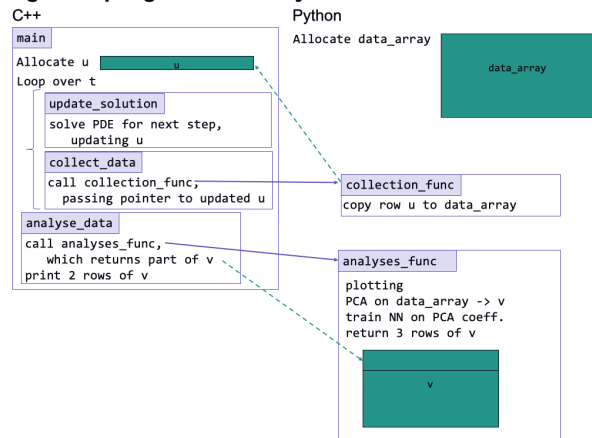 C++
main
Allocate u
u
Loop over t
update_solution
solve PDE for next step,
updating u
collect_data
call collection_func,
passing pointer to updated u
analyse_data
call analyses_func,
which returns part of v
print 2 rows of v
Python
Allocate data_array
data_array
collection_func
copy row u to data_array
analyses_func
plotting
PCA on data_array -> v
train NN on PCA coeff.
return 3 rows of v
v